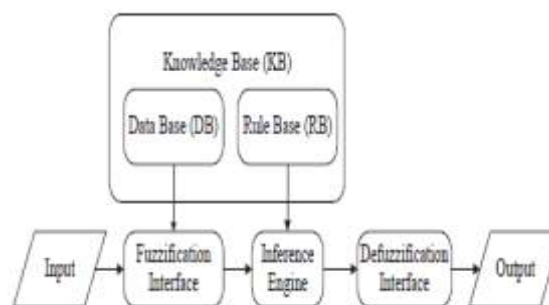 Knowledge Base (KB)
Data Base (DB)
Rule Base (RB)
Input
Fuzzification
Interface
Inference
Engine
Defuzzification
Interface
Output